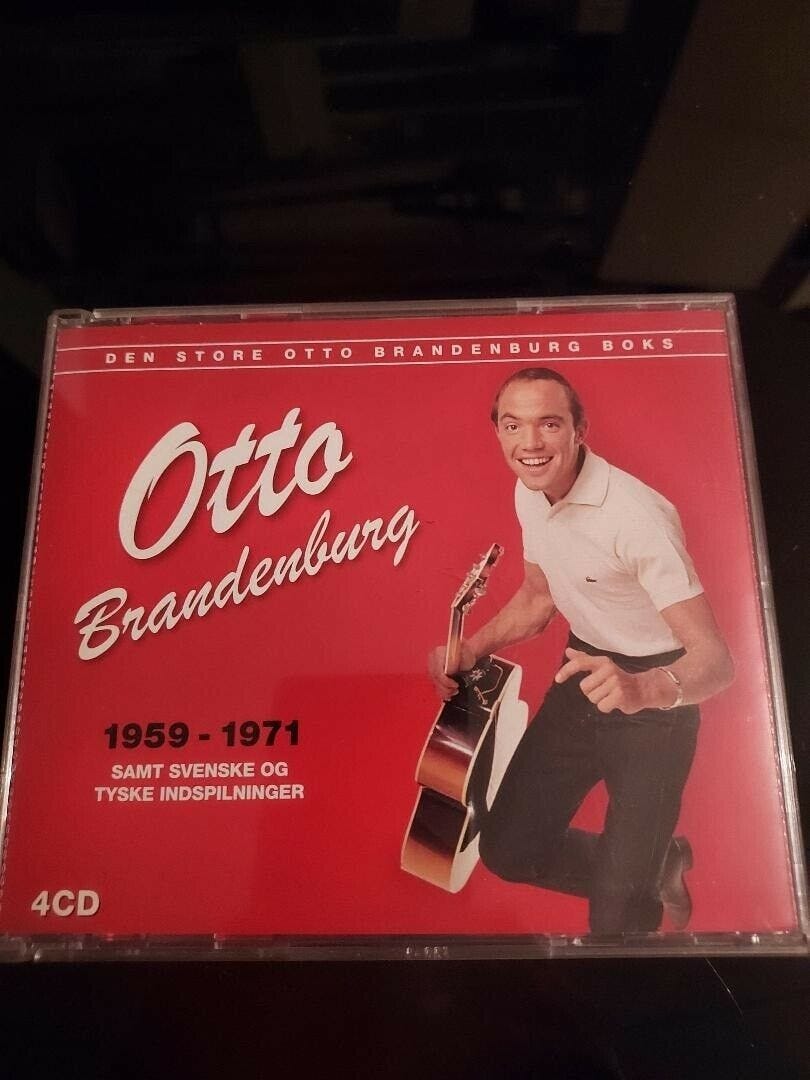 DEN STORE OTTO BRANDENBURG BOKS
Otto
Brandenburg
1959 - 1971
SAMT SVENSKE OG
TYSKE INDSPILNINGER
4CD